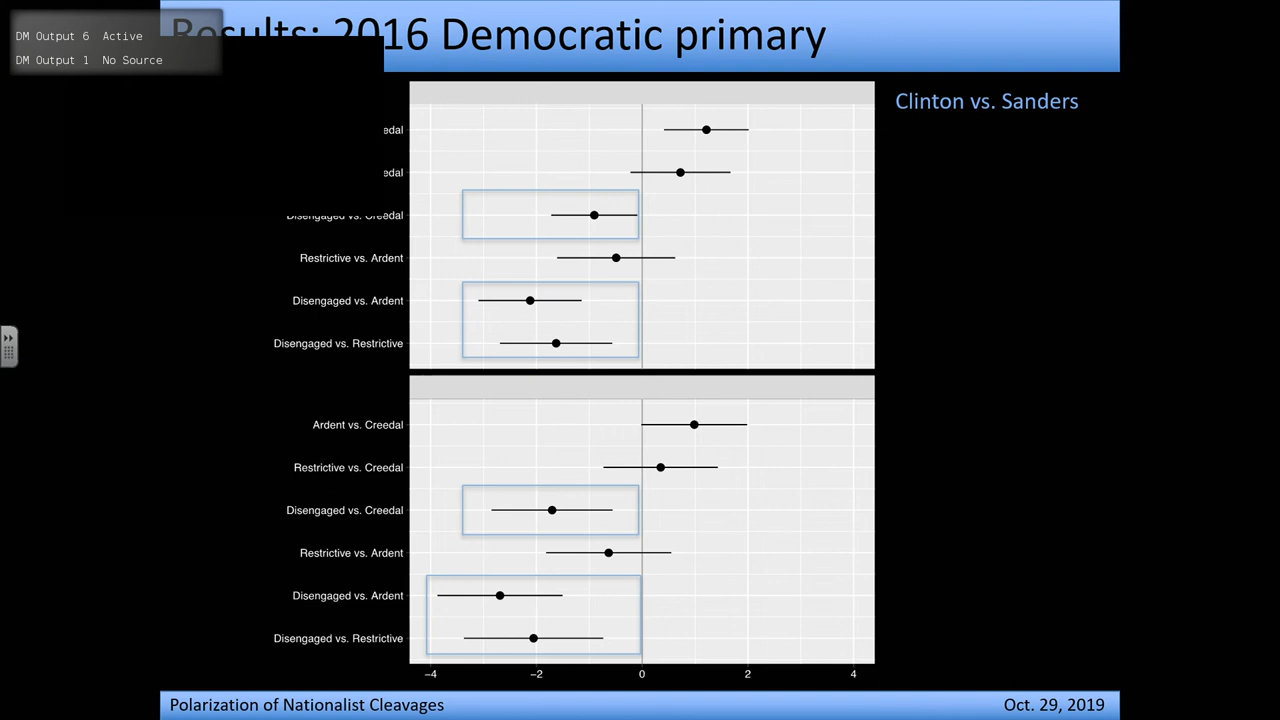 DM Output 6 Active
DM Output 1 No Source
Results: 2016 Democratic primary
Clinton vs. Sanders
edal
edal
Disengaged vs. Creedal
Restrictive vs. Ardent
Disengaged vs. Ardent
Disengaged vs. Restrictive
Ardent vs. Creedal
Restrictive vs. Creedal
Disengaged vs. Creedal
Restrictive vs. Ardent
Disengaged vs. Ardent
Disengaged vs. Restrictive
−4 −2 0 2 4
Polarization of Nationalist Cleavages
Oct. 29, 2019